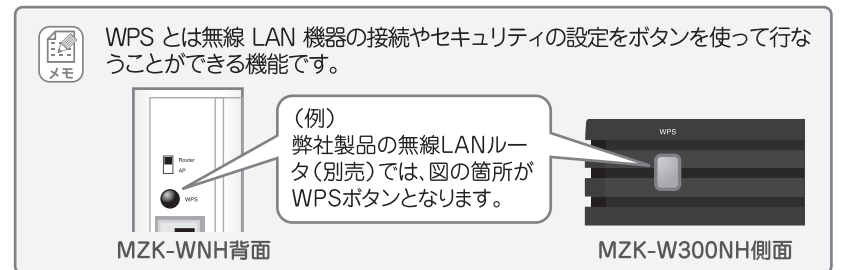 WPS とは無線 LAN 機器の接続やセキュリティの設定をボタンを使って行な
うことができる機能です。
メモ
(例)
弊社製品の無線LANルー
タ(別売)では、図の箇所が
WPSボタンとなります。
Router
AP
WPS
WPS
MZK-WNH背面
MZK-W300NH側面